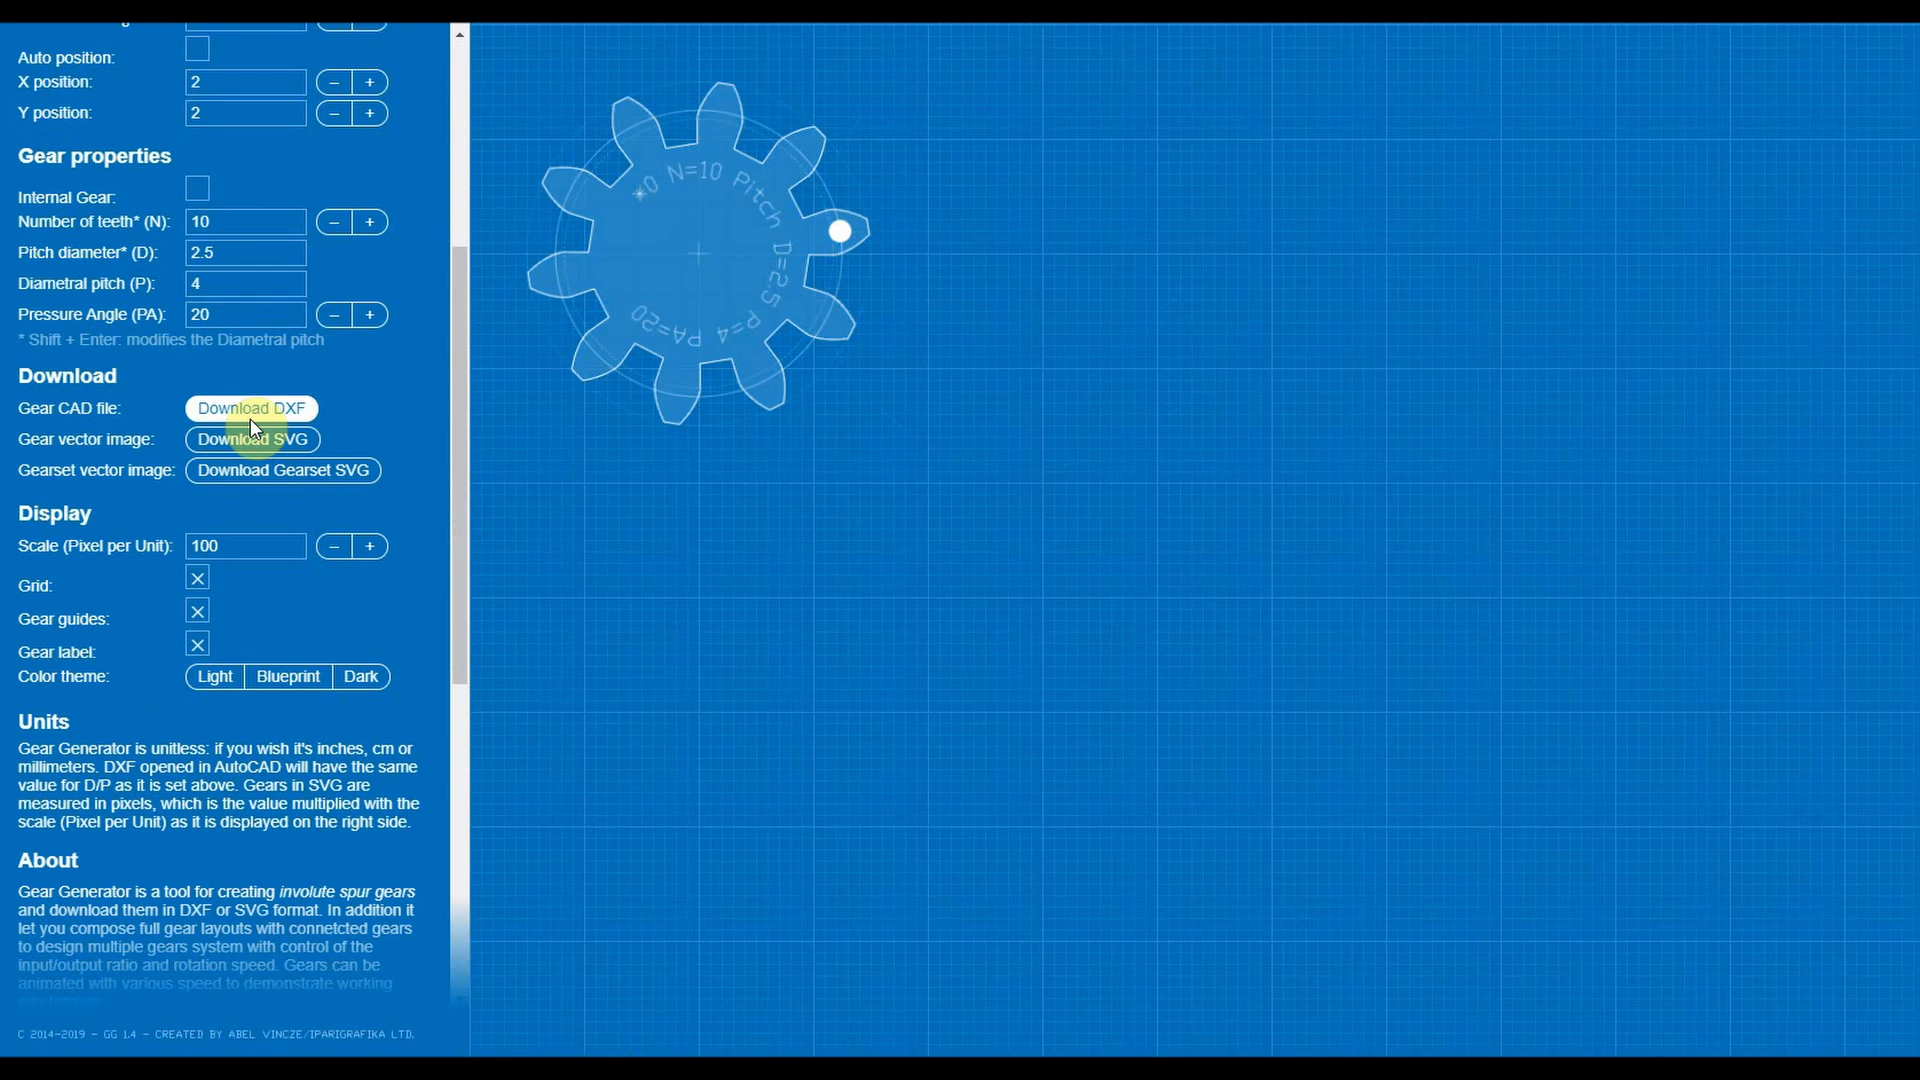 Auto position:
X position: 2 – +
Y position: 2 – +
Gear properties
Internal Gear:
Number of teeth* (N): 10 – +
Pitch diameter* (D): 2.5
Diametral pitch (P): 4
Pressure Angle (PA): 20 – +
* Shift + Enter: modifies the Diametral pitch
Download
Gear CAD file: Download DXF
Gear vector image: Download SVG
Gearset vector image: Download Gearset SVG
Display
Scale (Pixel per Unit): 100 – +
Grid:
Gear guides:
Gear label:
Color theme: Light Blueprint Dark
Units
Gear Generator is unitless: if you wish it's inches, cm or
millimeters. DXF opened in AutoCAD will have the same
value for D/P as it is set above. Gears in SVG are
measured in pixels, which is the value multiplied with the
scale (Pixel per Unit) as it is displayed on the right side.
About
Gear Generator is a tool for creating involute spur gears
and download them in DXF or SVG format. In addition it
let you compose full gear layouts with connetcted gears
to design multiple gears system with control of the
input/output ratio and rotation speed. Gears can be
animated with various speed to demonstrate working
C 2014-2019 - GG 1.4 - CREATED BY ABEL VINCZE/IPARIGRAFIKA LTD.
*0 N=10 Pitch D=2.5 P=4 PA=20